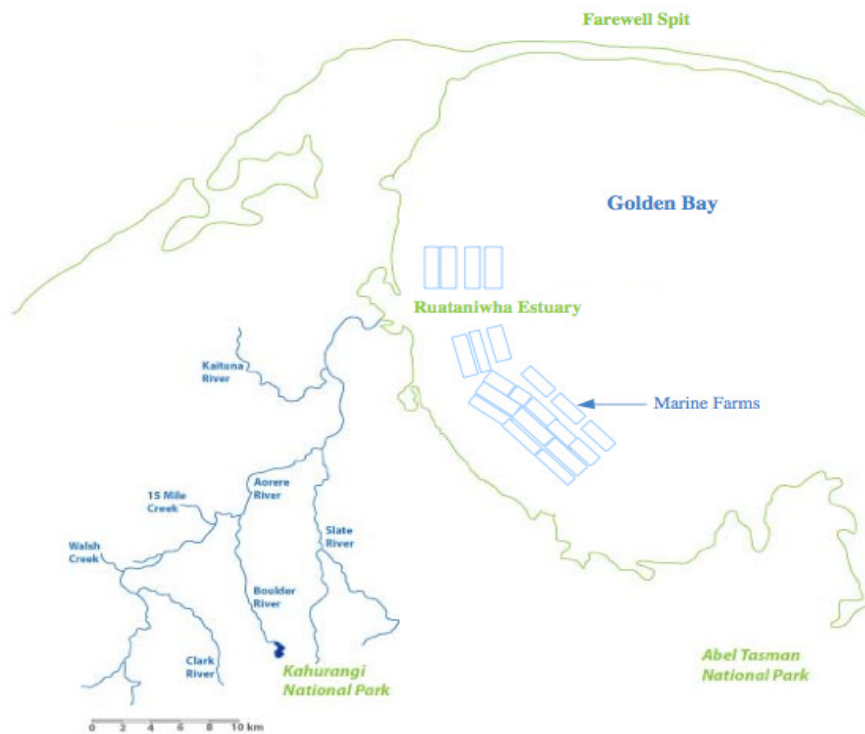 Farewell Spit
Golden Bay
Ruataniwha Estuary
Kaituna
River
Marine Farms
Aorere
River
15 Mile
Creek
Slate
River
Walsh
Creek
Boulder
River
Clark
River
Kahurangi
National Park
Abel Tasman
National Park
0 2 4 6 8 10 km